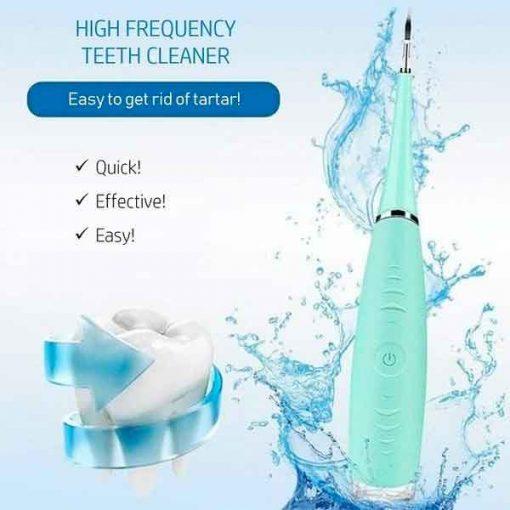 HIGH FREQUENCY
TEETH CLEANER
Easy to get rid of tartar!
✓ Quick!
✓ Effective!
✓ Easy!